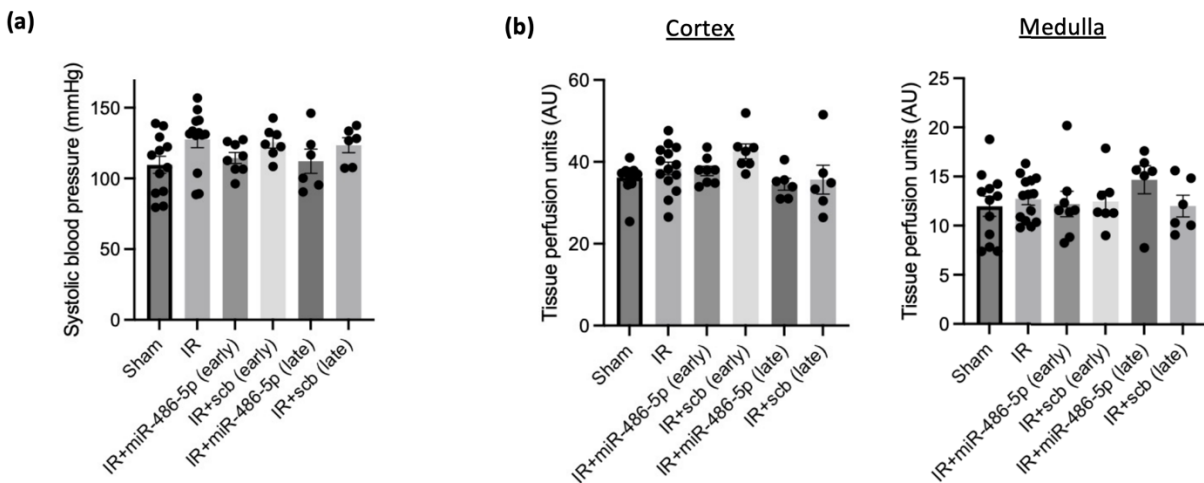 (a)
Systolic blood pressure (mmHg)
150
100
50
0
Sham
IR
IR+miR-486-5p (early)
IR+scb (early)
IR+miR-486-5p (late)
IR+scb (late)
(b)
Cortex
Tissue perfusion units (AU)
60
40
20
0
Sham
IR
IR+miR-486-5p (early)
IR+scb (early)
IR+miR-486-5p (late)
IR+scb (late)
Medulla
Tissue perfusion units (AU)
25
20
15
10
5
0
Sham
IR
IR+miR-486-5p (early)
IR+scb (early)
IR+miR-486-5p (late)
IR+scb (late)